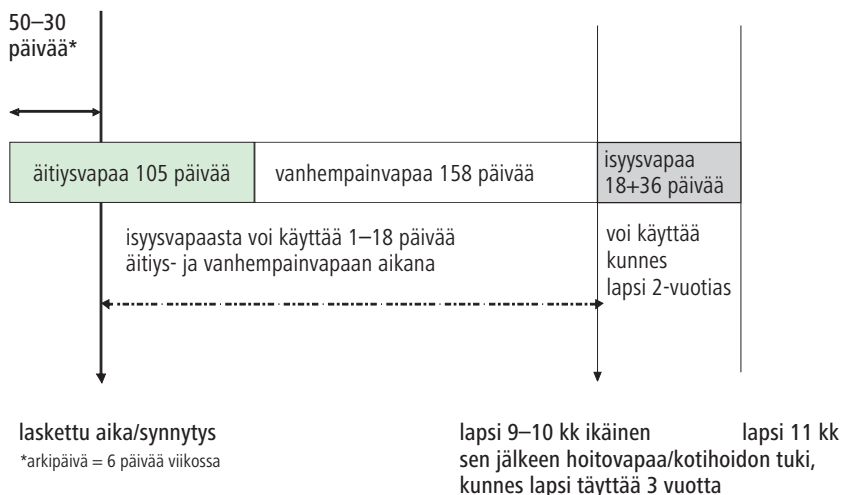 50–30
päivää*
äitiysvapaa 105 päivää
vanhempainvapaa 158 päivää
isyysvapaa
18+36 päivää
isyysvapaasta voi käyttää 1–18 päivää
äitiys- ja vanhempainvapaan aikana
voi käyttää
kunnes
lapsi 2-vuotias
laskettu aika/synnytys
*arkipäivä = 6 päivää viikossa
lapsi 9–10 kk ikäinen
sen jälkeen hoitovapaa/kotihoidon tuki,
kunnes lapsi täyttää 3 vuotta
lapsi 11 kk